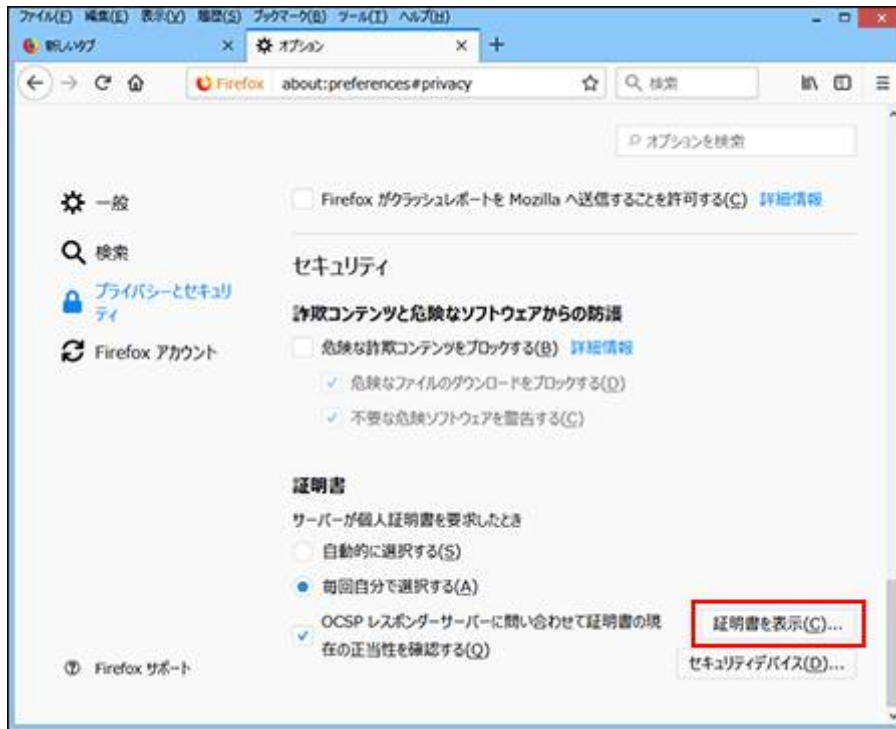 ファイル(F) 編集(E) 表示(V) 履歴(S) ブックマーク(B) ツール(T) ヘルプ(H)
新しいタブ オプション
Firefox about:preferences#privacy 検索
オプションを検索
一般
検索
プライバシーとセキュリ
ティ
Firefox アカウント
Firefox サポート
Firefox がクラッシュレポートを Mozilla へ送信することを許可する(C) 詳細情報
セキュリティ
詐欺コンテンツと危険なソフトウェアからの防護
危険な詐欺コンテンツをブロックする(B) 詳細情報
危険なファイルのダウンロードをブロックする(D)
不要な危険ソフトウェアを警告する(C)
証明書
サーバーが個人証明書を要求したとき
自動的に選択する(S)
毎回自分で選択する(A)
OCSP レスポンダーサーバーに問い合わせて証明書の現
在の正当性を確認する(Q)
証明書を表示(C)...
セキュリティデバイス(D)...